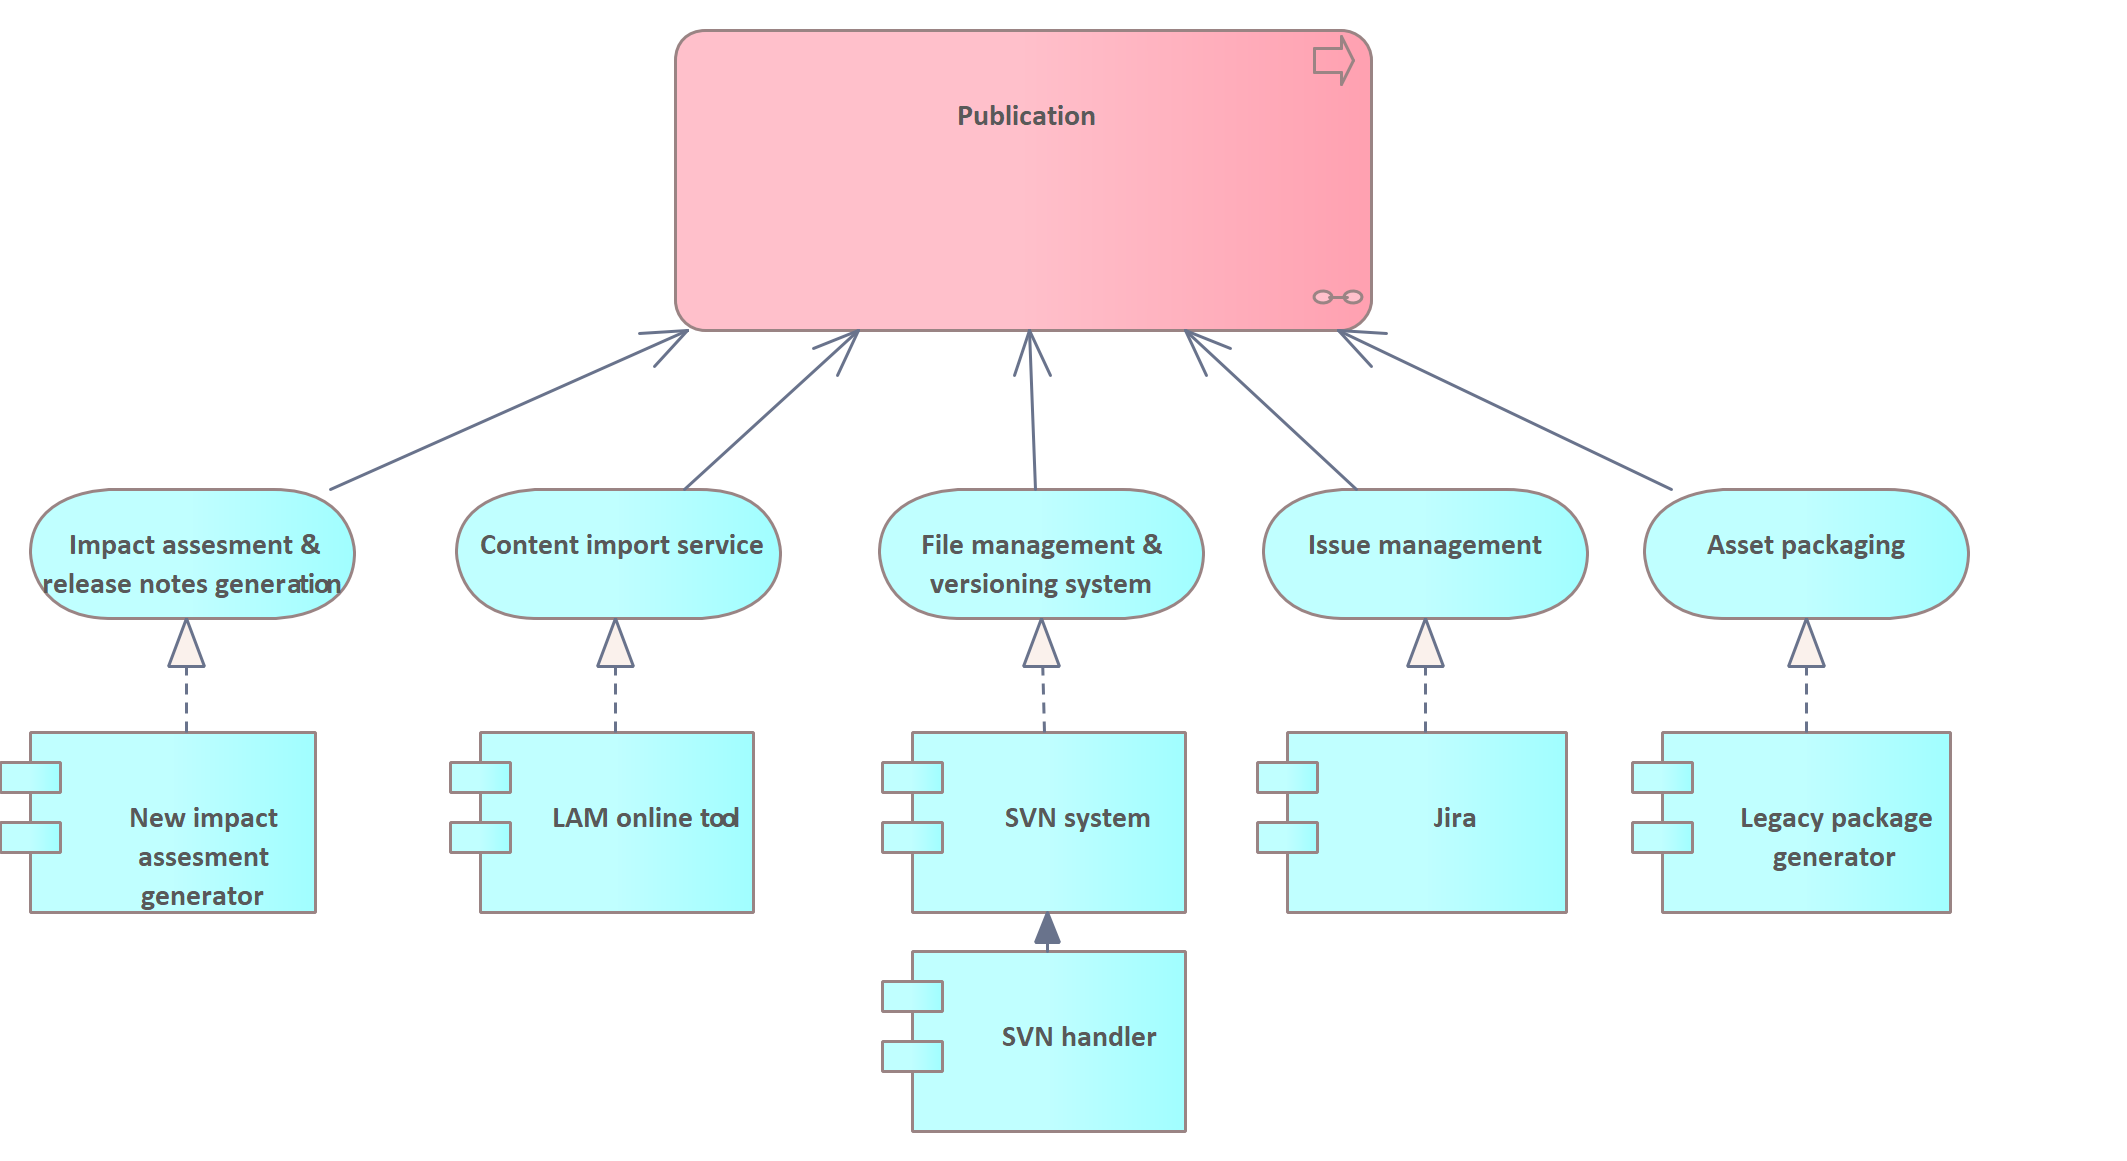 Publication
Impact assesment &
release notes generation
Content import service
File management &
versioning system
Issue management
Asset packaging
New impact
assesment
generator
LAM online tool
SVN system
Jira
Legacy package
generator
SVN handler